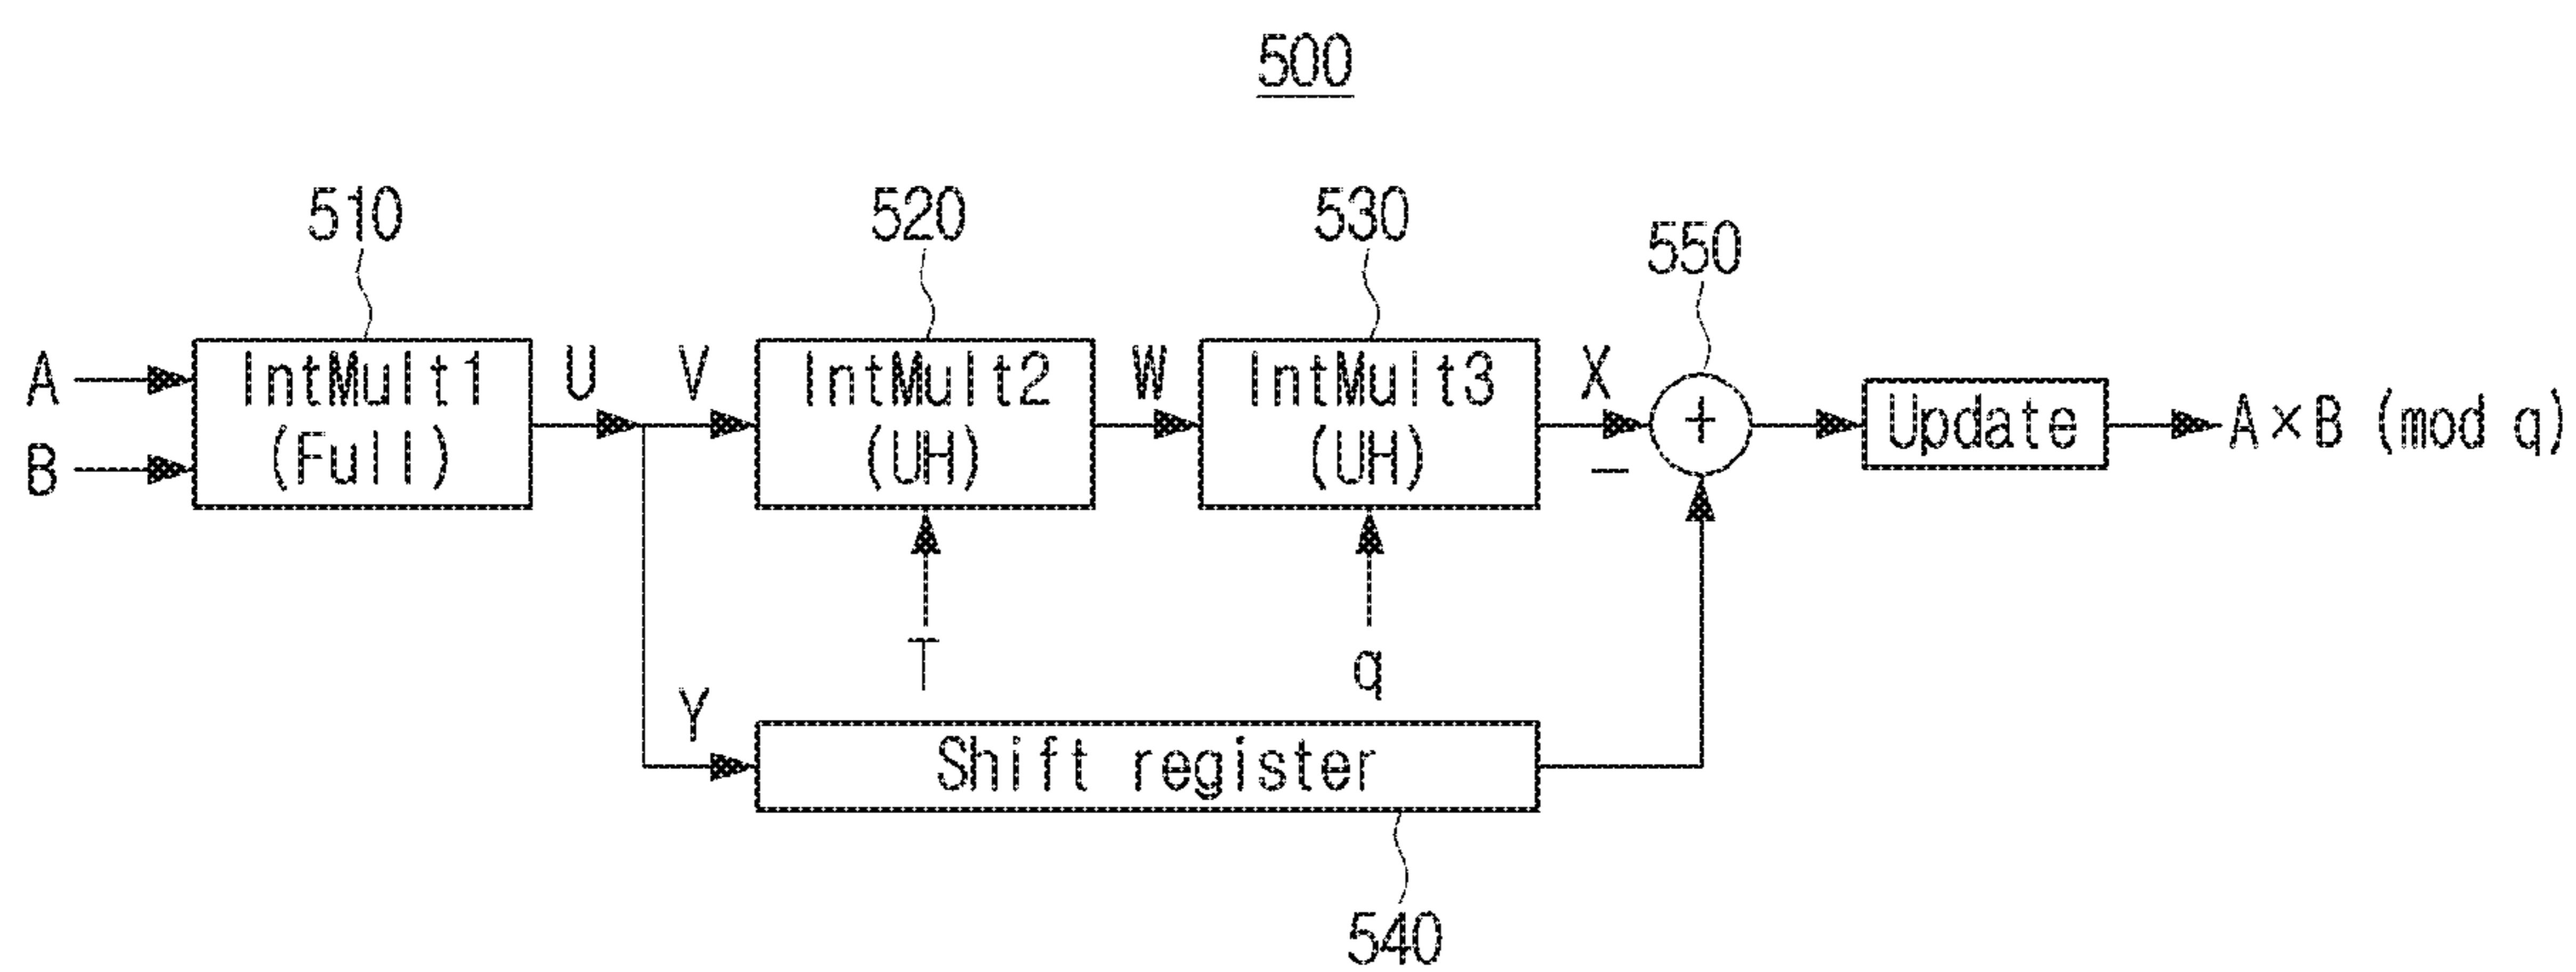 500
510
520
530
550
A
B
IntMult1
(Full)
U
V
IntMult2
(UH)
W
IntMult3
(UH)
X
−
+
Update
A×B (mod q)
T
q
Y
Shift register
540